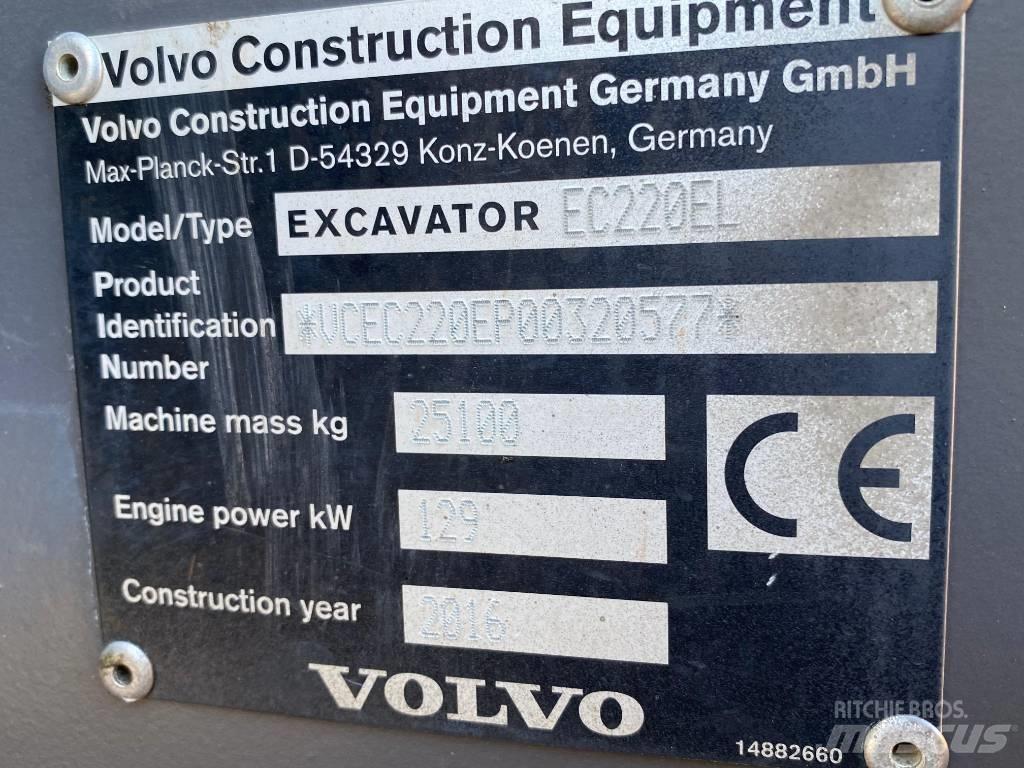 Volvo Construction Equipment
Volvo Construction Equipment Germany GmbH
Max-Planck-Str.1 D-54329 Konz-Koenen, Germany
Model/Type EXCAVATOR EC220EL
Product
Identification *VCEC220EP00320577*
Number
Machine mass kg 25100
Engine power kW 129
Construction year 2016
CE
VOLVO
14882660
RITCHIE BROS.
mascus